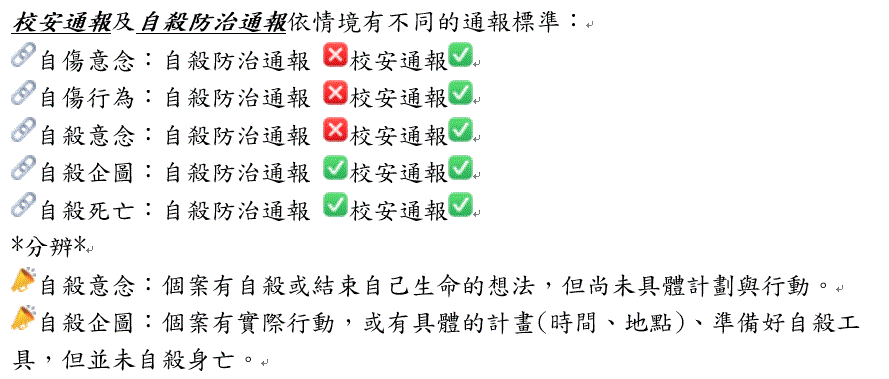 校安通報及自殺防治通報依情境有不同的通報標準：
🔗自傷意念：自殺防治通報 ❌校安通報✅
🔗自傷行為：自殺防治通報 ❌校安通報✅
🔗自殺意念：自殺防治通報 ❌校安通報✅
🔗自殺企圖：自殺防治通報 ✅校安通報✅
🔗自殺死亡：自殺防治通報 ✅校安通報✅
*分辨*
📣自殺意念：個案有自殺或結束自己生命的想法，但尚未具體計劃與行動。
📣自殺企圖：個案有實際行動，或有具體的計畫(時間、地點)、準備好自殺工
具，但並未自殺身亡。